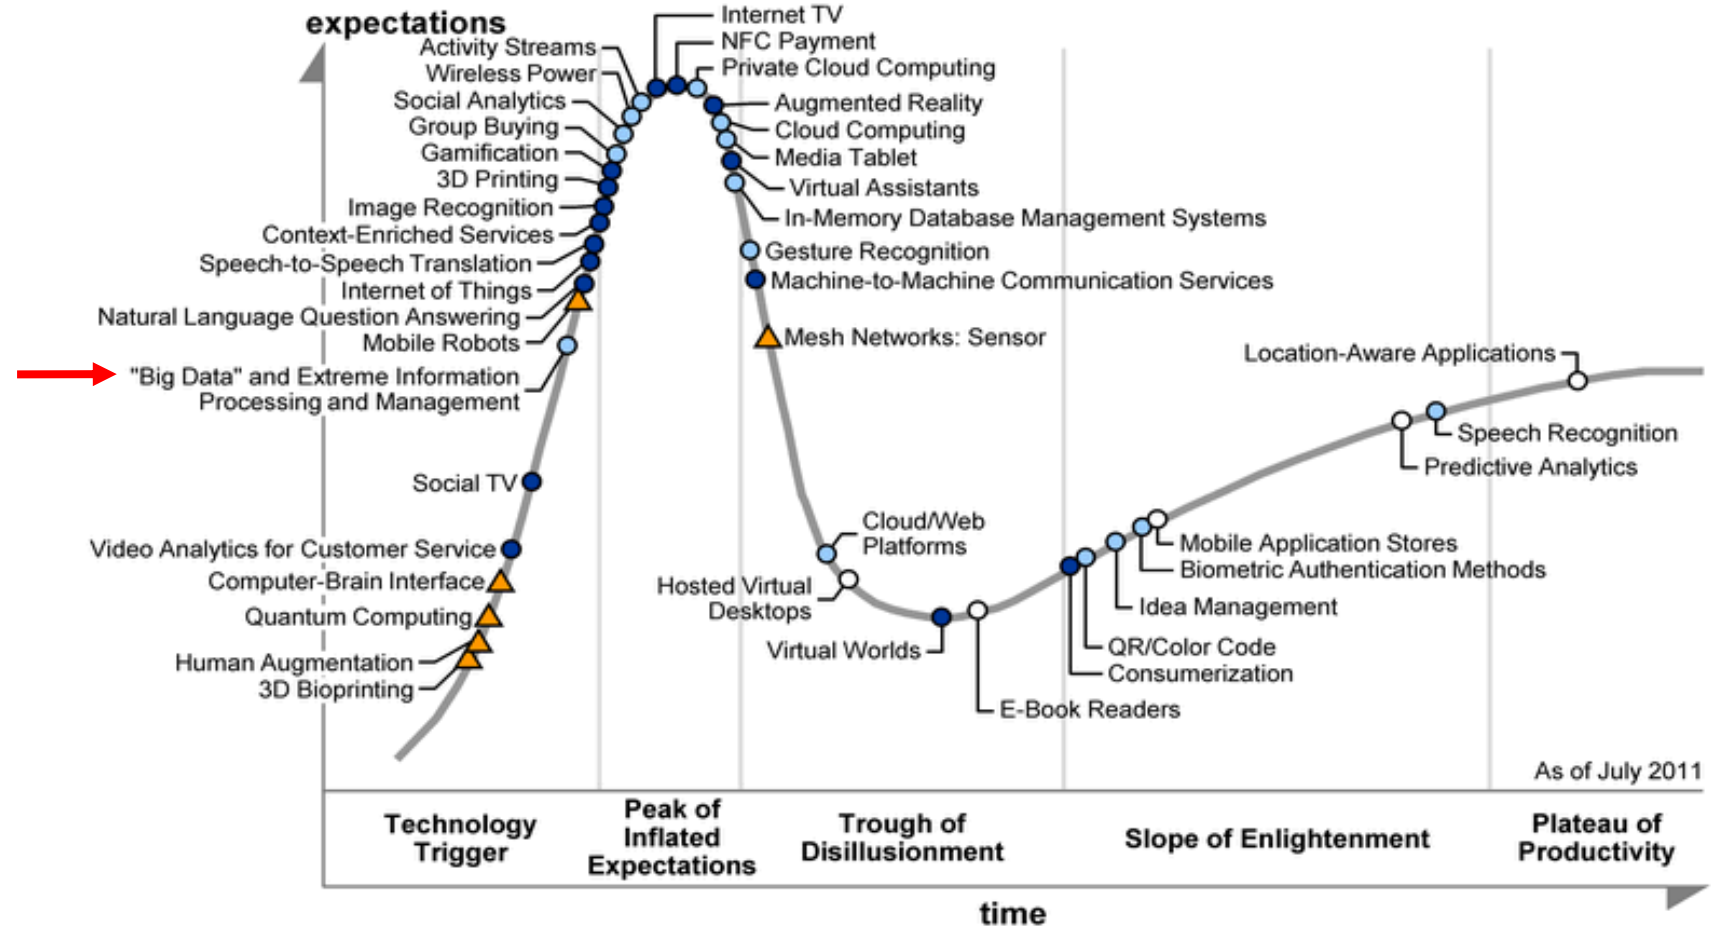 expectations
Activity Streams
Wireless Power
Social Analytics
Group Buying
Gamification
3D Printing
Image Recognition
Context-Enriched Services
Speech-to-Speech Translation
Internet of Things
Natural Language Question Answering
Mobile Robots
"Big Data" and Extreme Information
Processing and Management
Social TV
Video Analytics for Customer Service
Computer-Brain Interface
Quantum Computing
Human Augmentation
3D Bioprinting
Internet TV
NFC Payment
Private Cloud Computing
Augmented Reality
Cloud Computing
Media Tablet
Virtual Assistants
In-Memory Database Management Systems
Gesture Recognition
Machine-to-Machine Communication Services
Mesh Networks: Sensor
Cloud/Web
Platforms
Hosted Virtual
Desktops
Virtual Worlds
E-Book Readers
Consumerization
QR/Color Code
Idea Management
Biometric Authentication Methods
Mobile Application Stores
Predictive Analytics
Speech Recognition
Location-Aware Applications
As of July 2011
Technology
Trigger
Peak of
Inflated
Expectations
Trough of
Disillusionment
Slope of Enlightenment
Plateau of
Productivity
time